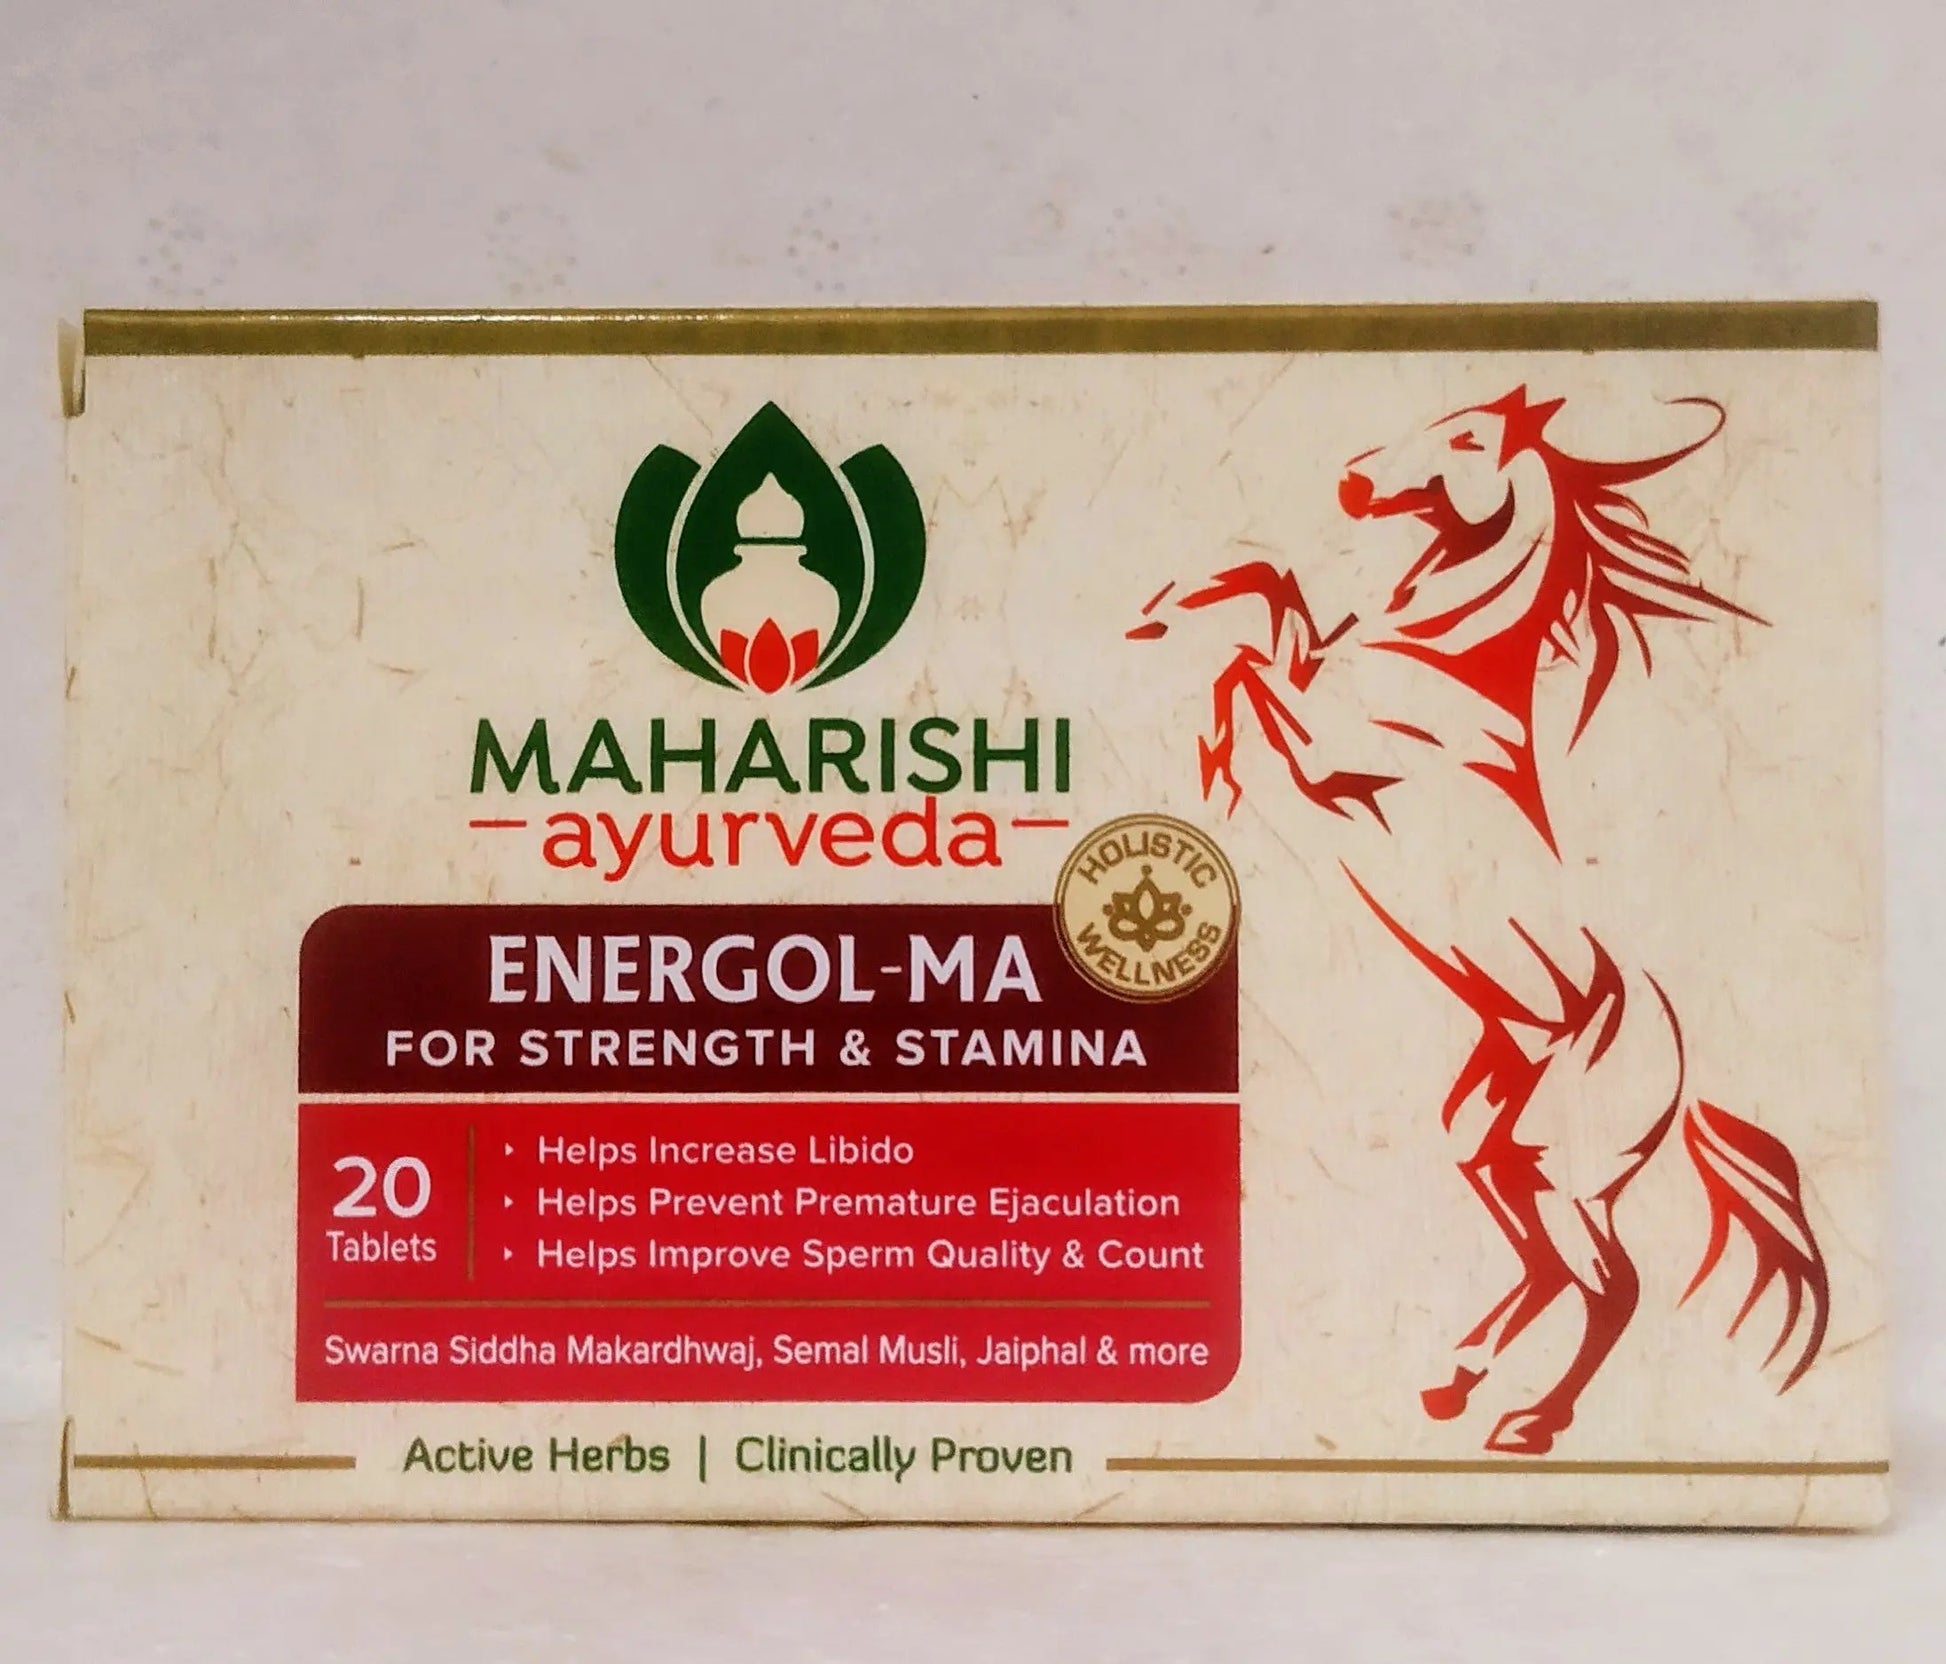 MAHARISHI
ayurveda
HOLISTIC
WELLNESS
ENERGOL-MA
FOR STRENGTH & STAMINA
20
Tablets
‣ Helps Increase Libido
‣ Helps Prevent Premature Ejaculation
‣ Helps Improve Sperm Quality & Count
Swarna Siddha Makardhwaj, Semal Musli, Jaiphal & more
Active Herbs | Clinically Proven